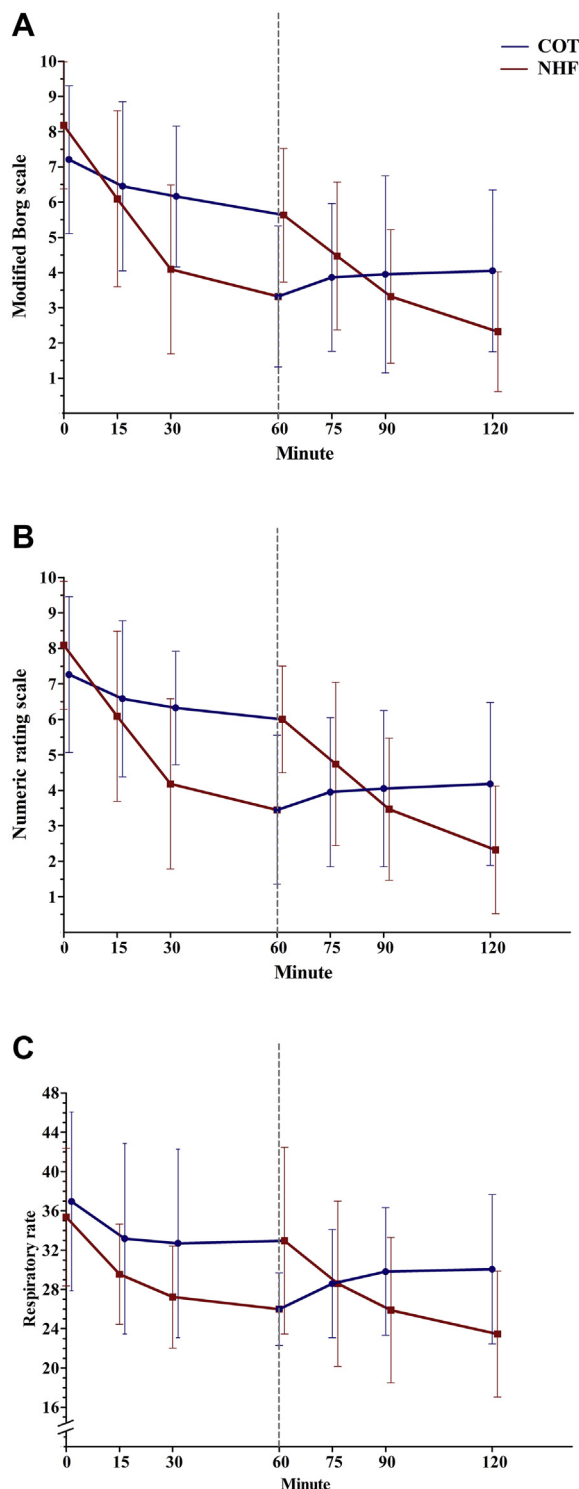 A
COT
NHF
Modified Borg scale
10
9
8
7
6
5
4
3
2
1
0 15 30 60 75 90 120
Minute
B
Numeric rating scale
10
9
8
7
6
5
4
3
2
1
0 15 30 60 75 90 120
Minute
C
Respiratory rate
48
44
40
36
32
28
24
20
16
0 15 30 60 75 90 120
Minute